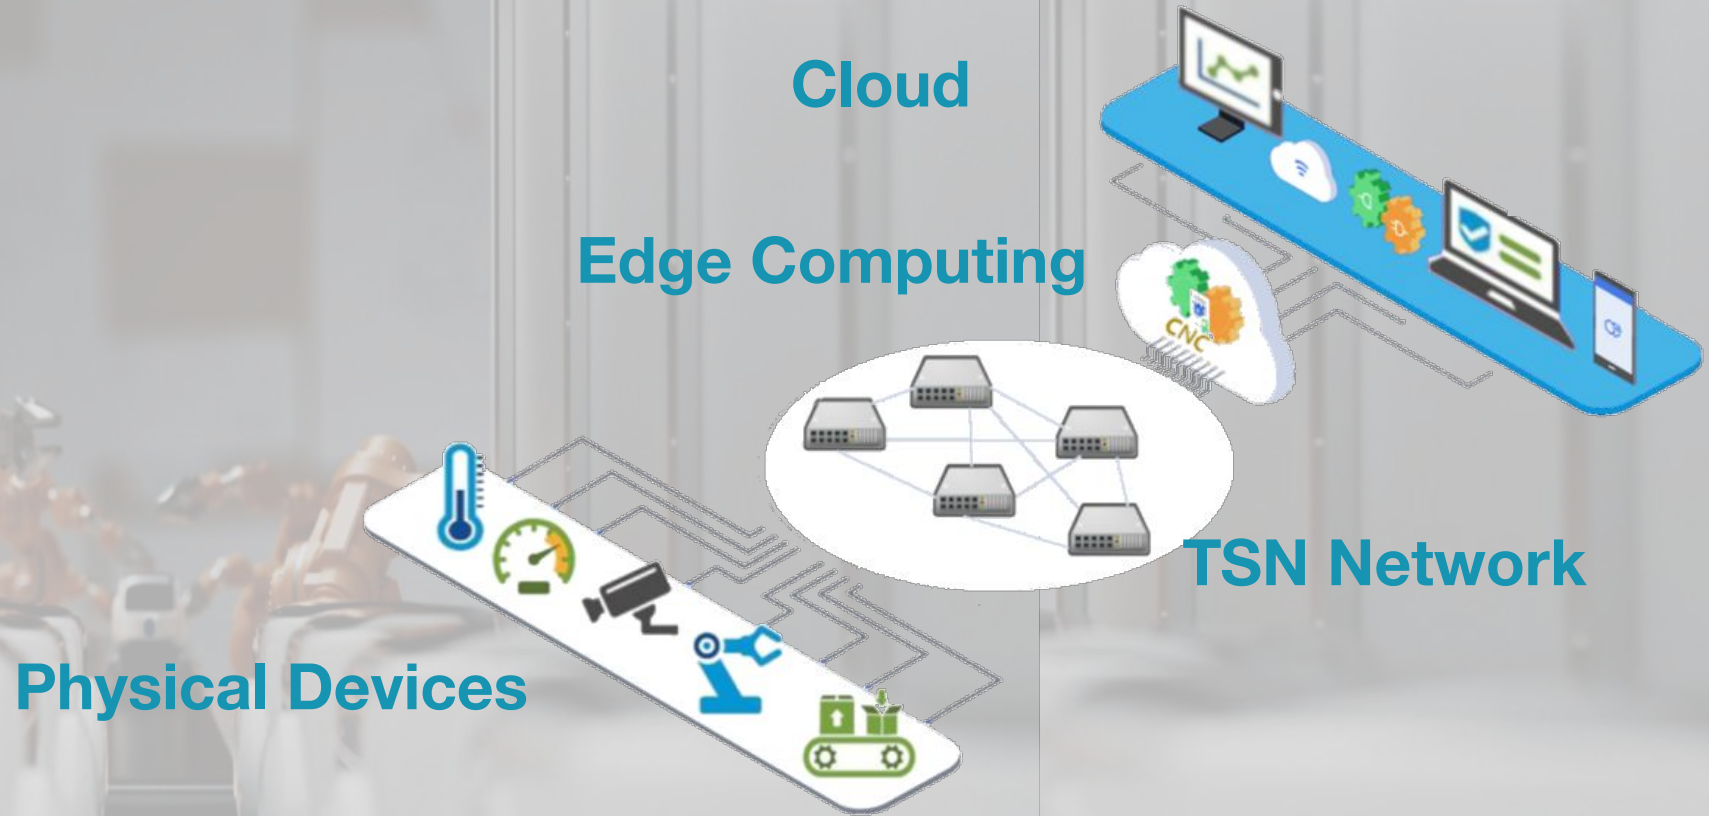 Cloud
Edge Computing
CNC
TSN Network
Physical Devices